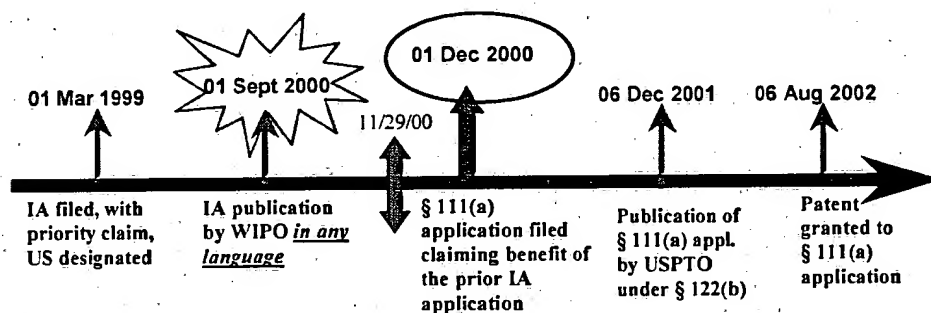 01 Dec 2000
01 Sept 2000
01 Mar 1999
06 Dec 2001
06 Aug 2002
11/29/00
IA filed, with
priority claim,
US designated
IA publication
by WIPO in any
language
§ 111(a)
application filed
claiming benefit of
the prior IA
application
Publication of
§ 111(a) appl.
by USPTO
under § 122(b)
Patent
granted to
§ 111(a)
application